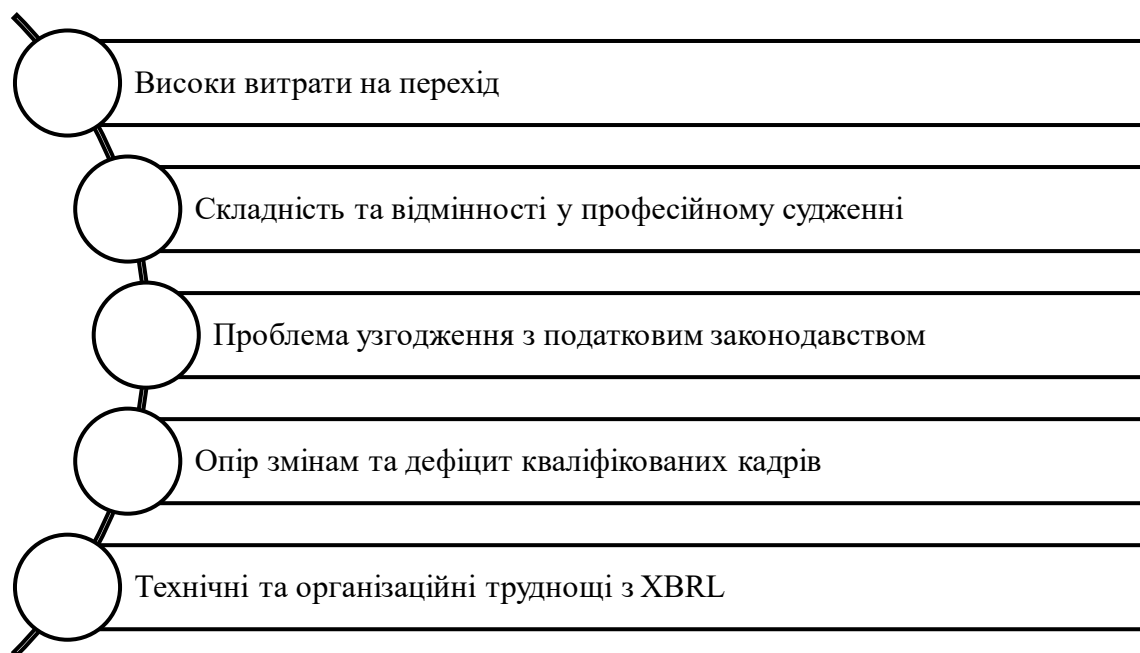 Високи витрати на перехід
Складність та відмінності у професійному судженні
Проблема узгодження з податковим законодавством
Опір змінам та дефіцит кваліфікованих кадрів
Технічні та організаційні труднощі з XBRL